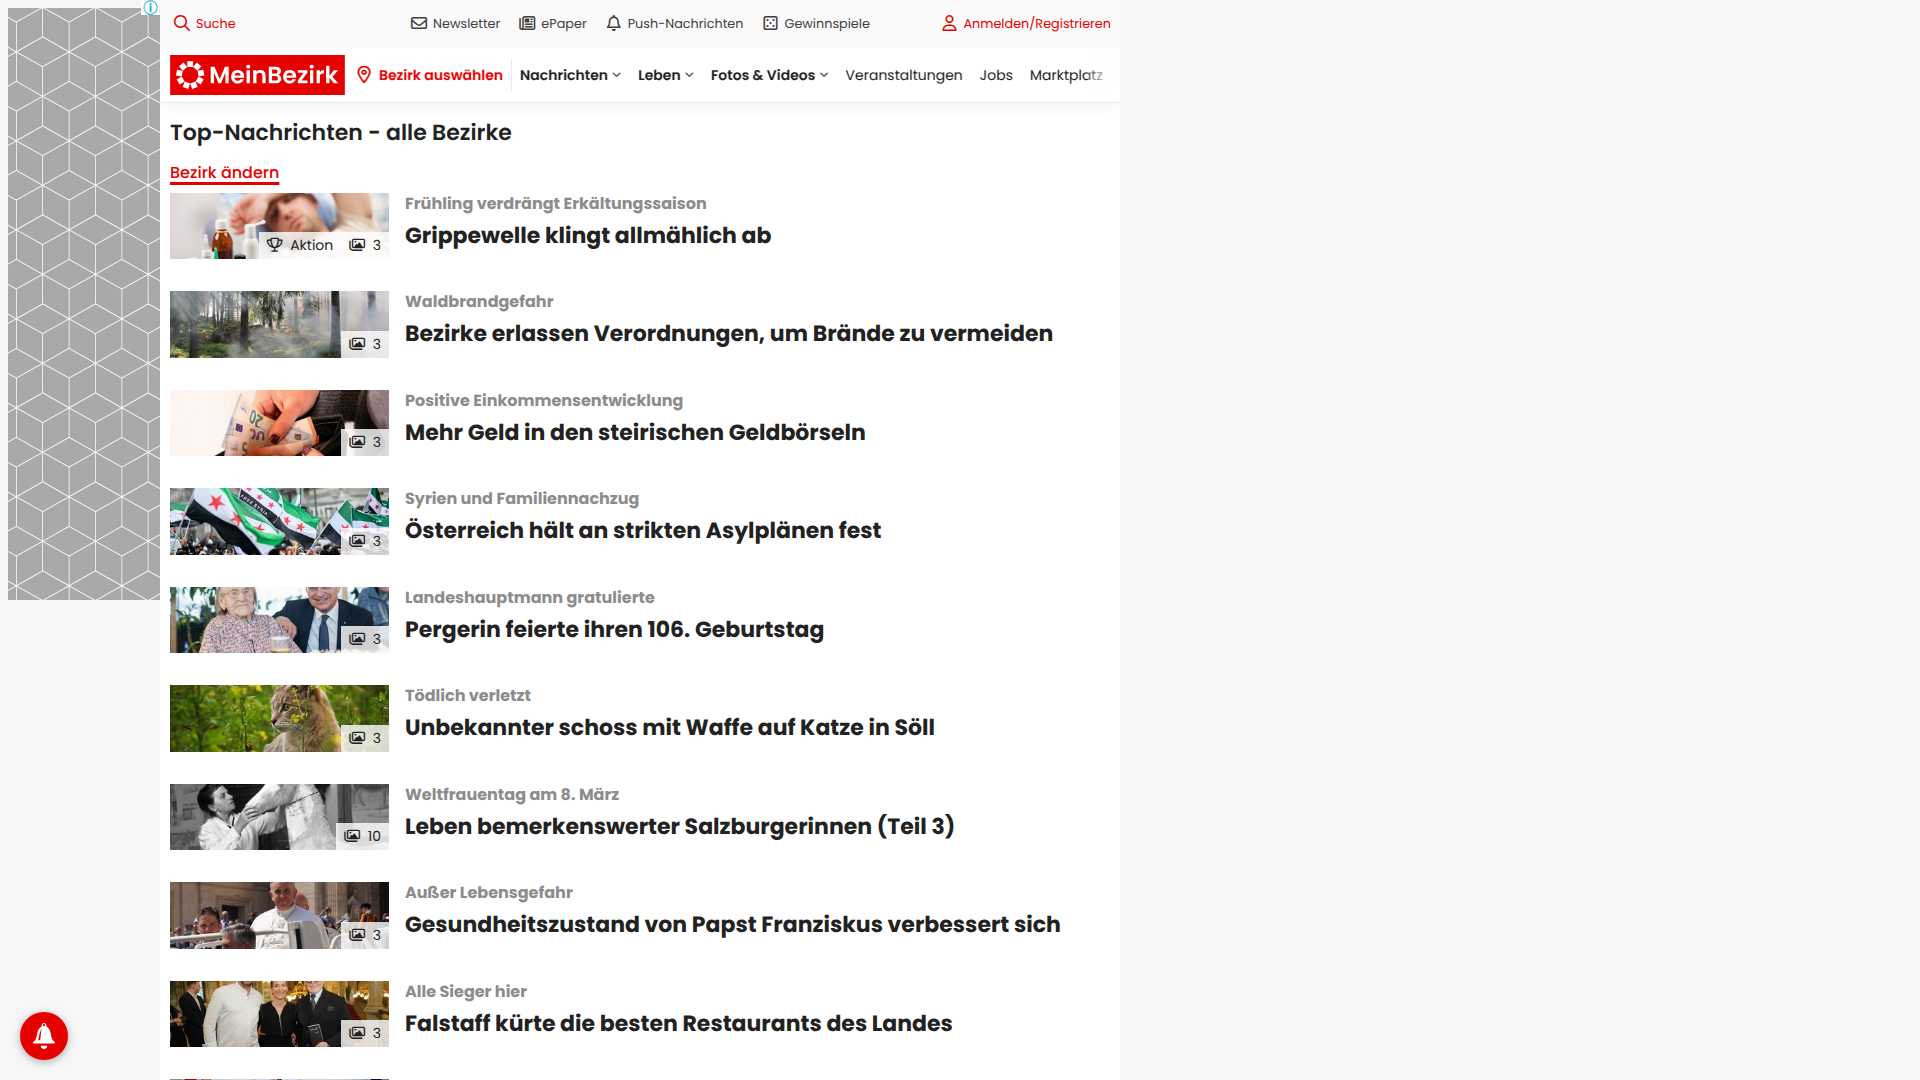 Suche
Newsletter
ePaper
Push-Nachrichten
Gewinnspiele
Anmelden/Registrieren
MeinBezirk
Bezirk auswählen
Nachrichten
Leben
Fotos & Videos
Veranstaltungen
Jobs
Marktplatz
Top-Nachrichten - alle Bezirke
Bezirk ändern
Aktion
3
Frühling verdrängt Erkältungssaison
Grippewelle klingt allmählich ab
3
Waldbrandgefahr
Bezirke erlassen Verordnungen, um Brände zu vermeiden
3
Positive Einkommensentwicklung
Mehr Geld in den steirischen Geldbörseln
3
Syrien und Familiennachzug
Österreich hält an strikten Asylplänen fest
3
Landeshauptmann gratulierte
Pergerin feierte ihren 106. Geburtstag
3
Tödlich verletzt
Unbekannter schoss mit Waffe auf Katze in Söll
10
Weltfrauentag am 8. März
Leben bemerkenswerter Salzburgerinnen (Teil 3)
3
Außer Lebensgefahr
Gesundheitszustand von Papst Franziskus verbessert sich
3
Alle Sieger hier
Falstaff kürte die besten Restaurants des Landes